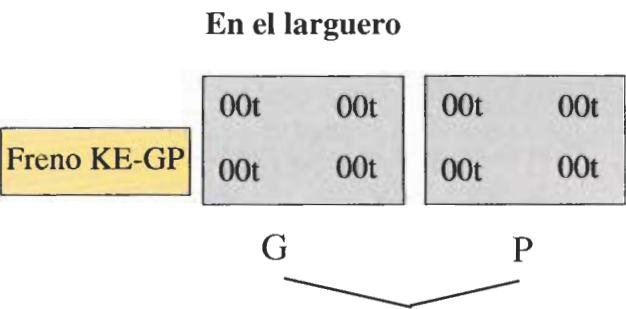 En el larguero
00t 00t 00t 00t
Freno KE-GP
00t 00t 00t 00t
G P